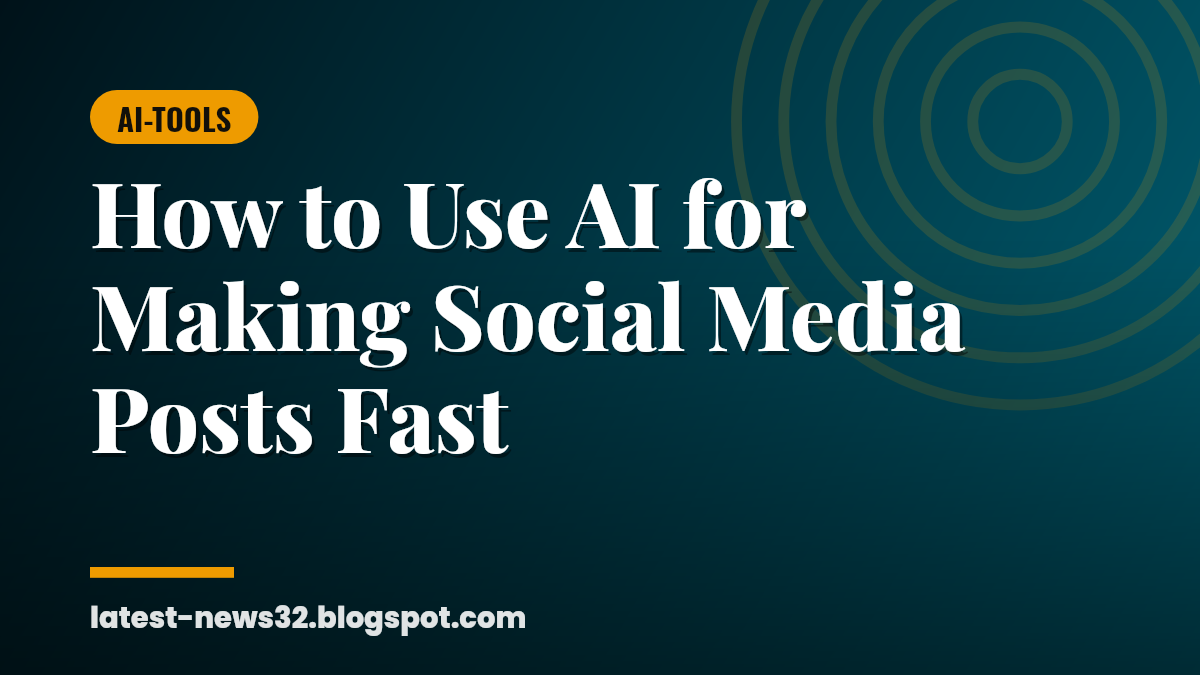 AI-TOOLS
How to Use AI for
Making Social Media
Posts Fast
latest-news32.blogspot.com